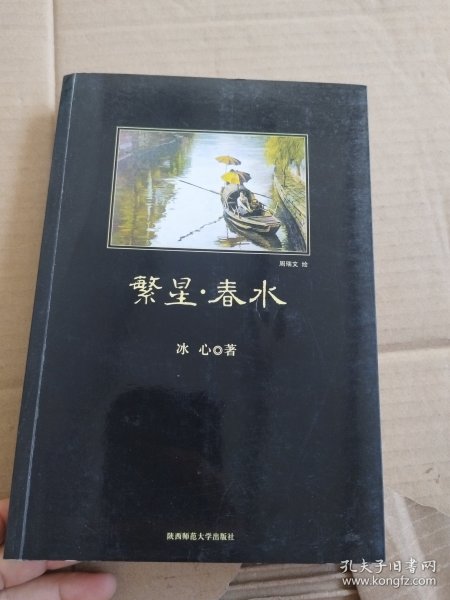 周瑞文 绘
繁星·春水
冰 心◎著
陕西师范大学出版社
孔夫子旧书网
www.kongfz.com